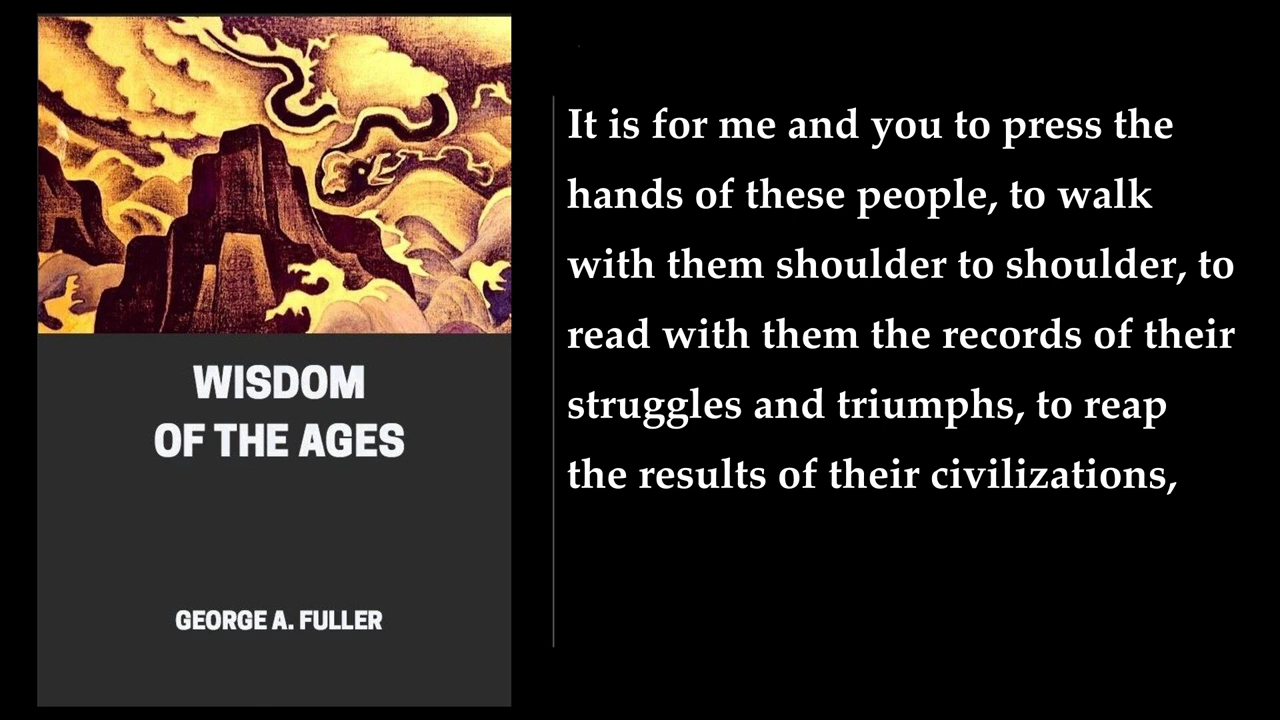 WISDOM
OF THE AGES
GEORGE A. FULLER
It is for me and you to press the
hands of these people, to walk
with them shoulder to shoulder, to
read with them the records of their
struggles and triumphs, to reap
the results of their civilizations,